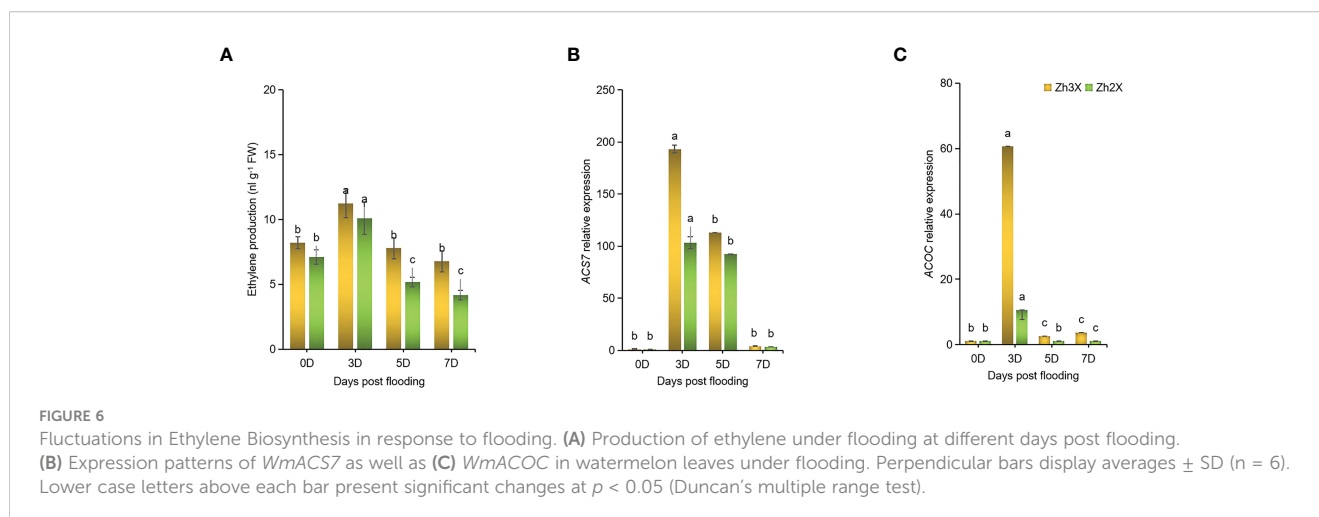 A
B
C
20
15
10
5
0
Ethylene production (nl g⁻¹ FW)
b
b
a
a
b
c
b
c
0D
3D
5D
7D
Days post flooding
250
200
150
100
50
0
ACS7 relative expression
b
b
a
a
b
b
b
b
0D
3D
5D
7D
Days post flooding
80
60
40
20
0
ACOC relative expression
Zh3X Zh2X
b
b
a
a
c
b
c
c
0D
3D
5D
7D
Days post flooding
FIGURE 6
Fluctuations in Ethylene Biosynthesis in response to flooding. (A) Production of ethylene under flooding at different days post flooding.
(B) Expression patterns of WmACS7 as well as (C) WmACOC in watermelon leaves under flooding. Perpendicular bars display averages ± SD (n = 6).
Lower case letters above each bar present significant changes at p < 0.05 (Duncan’s multiple range test).